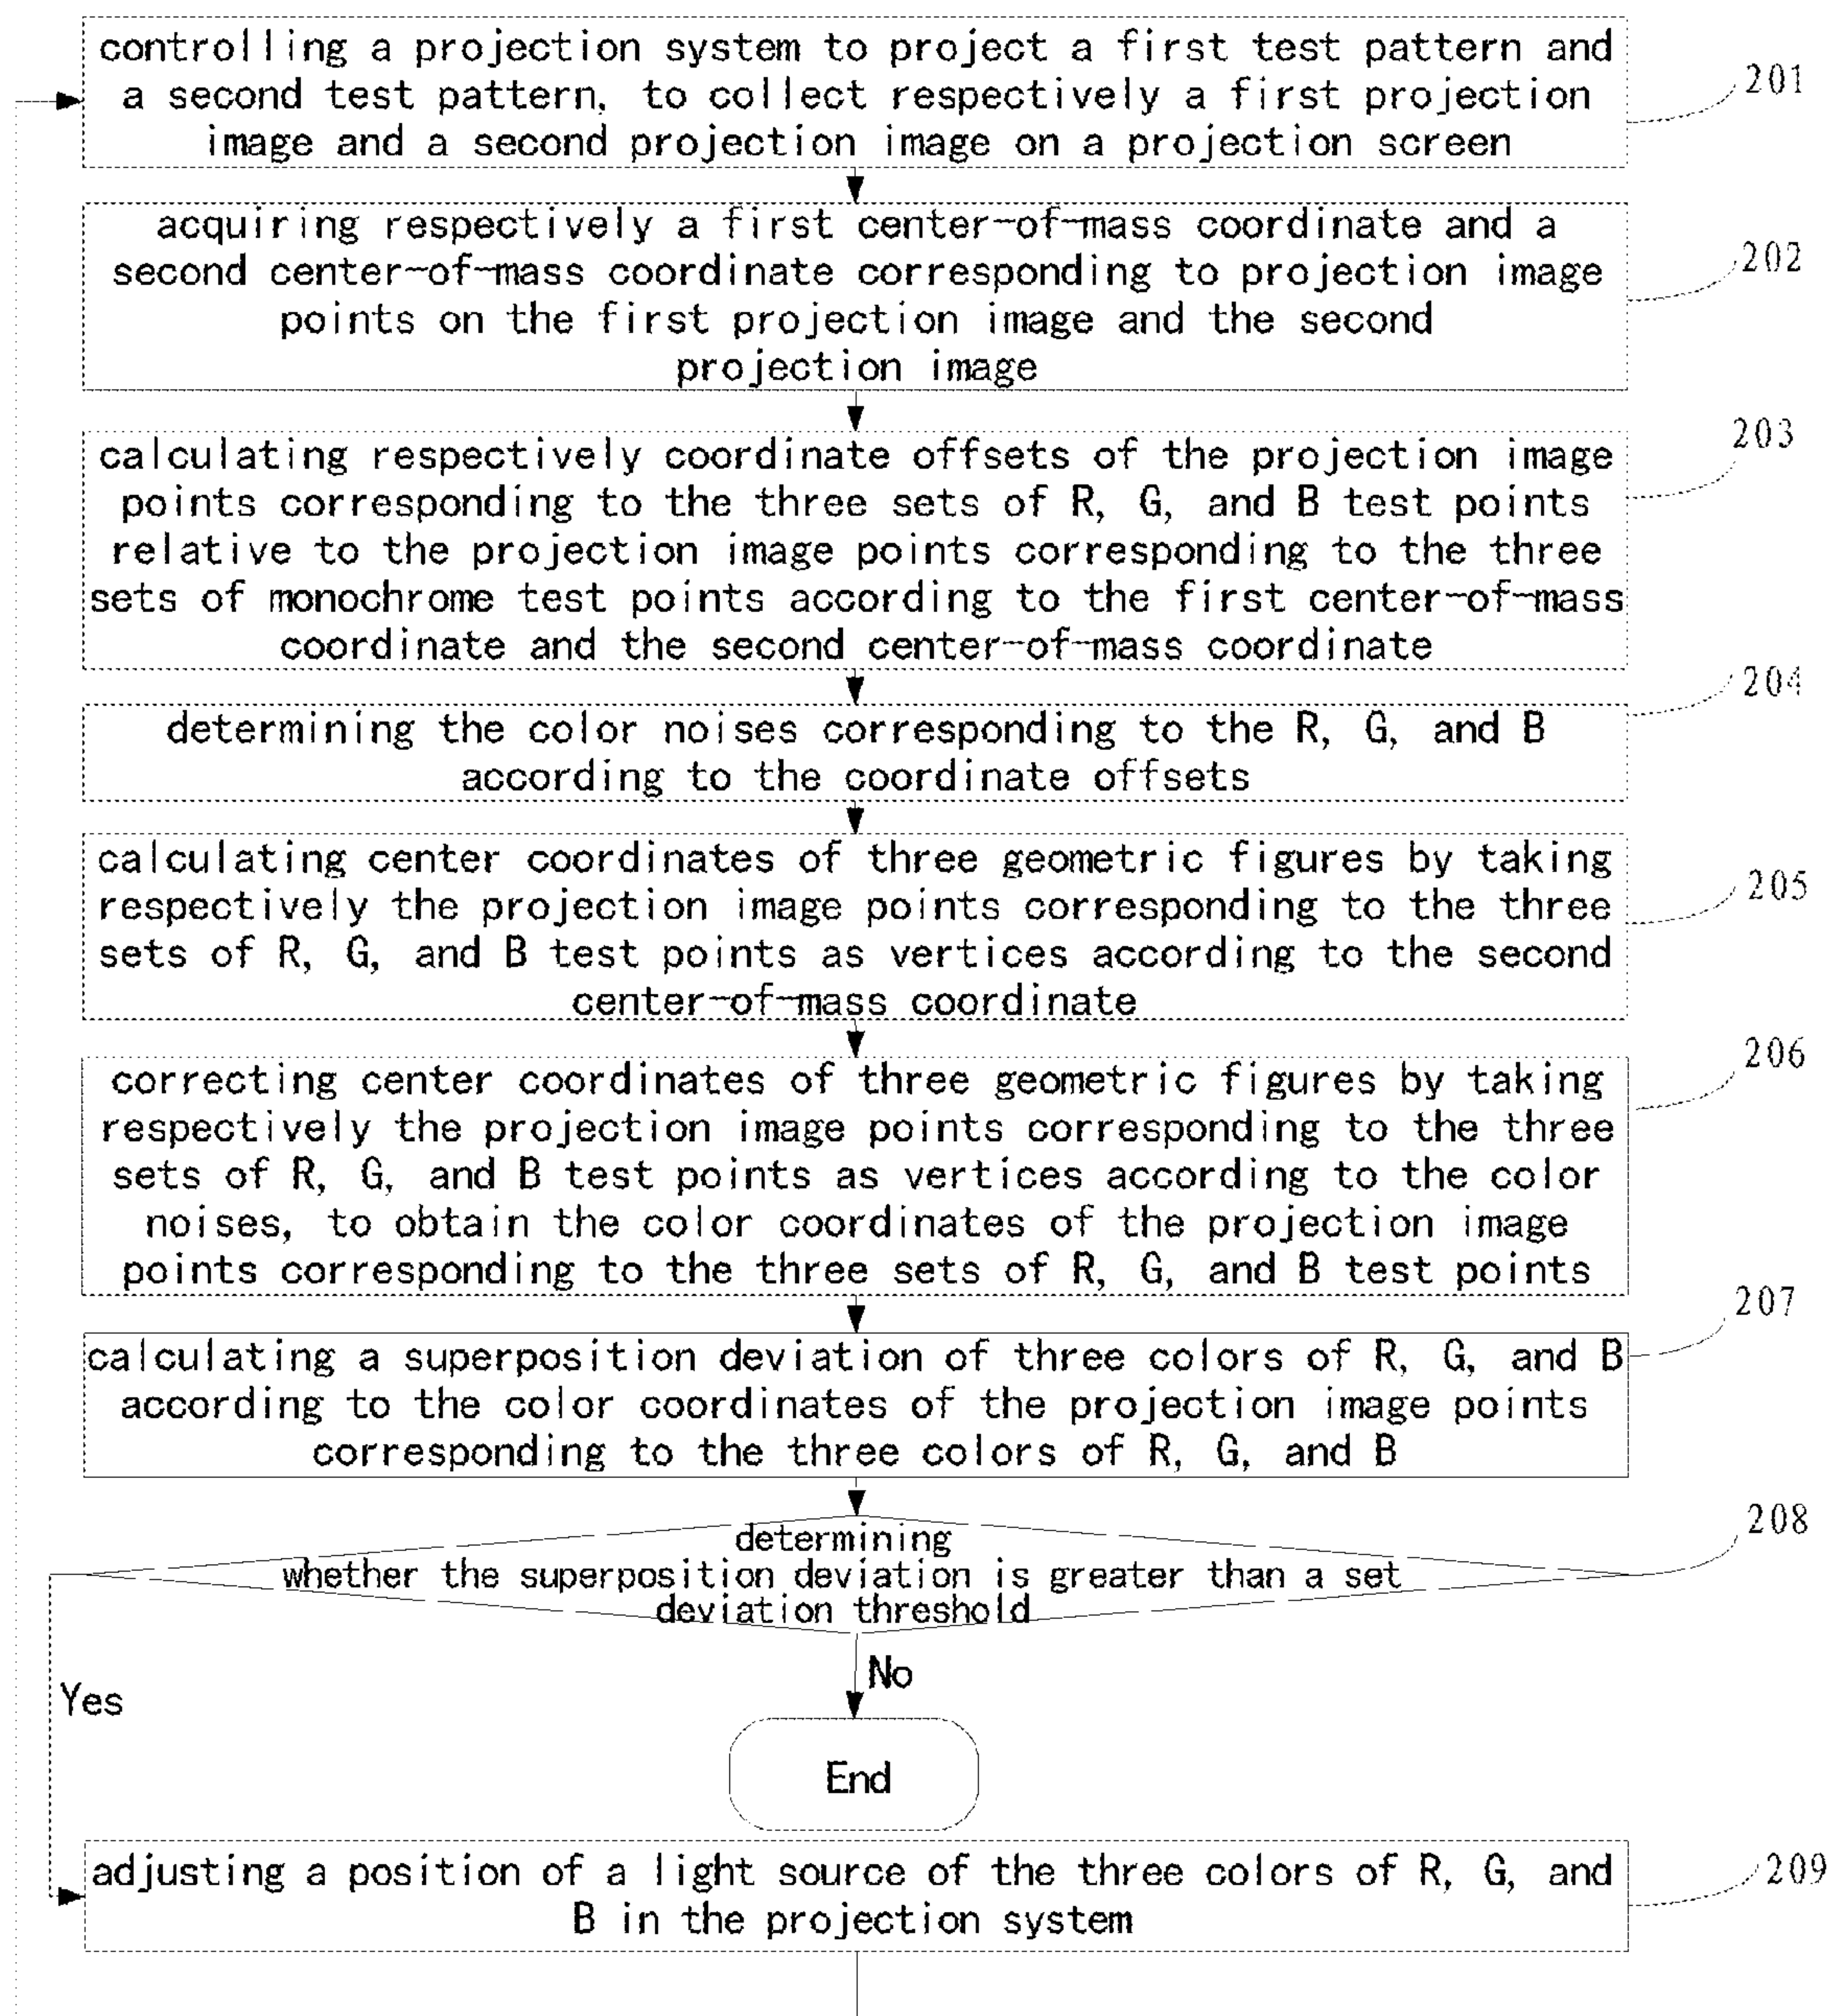 controlling a projection system to project a first test pattern and
a second test pattern, to collect respectively a first projection
image and a second projection image on a projection screen
201
acquiring respectively a first center-of-mass coordinate and a
second center-of-mass coordinate corresponding to projection image
points on the first projection image and the second
projection image
202
calculating respectively coordinate offsets of the projection image
points corresponding to the three sets of R, G, and B test points
relative to the projection image points corresponding to the three
sets of monochrome test points according to the first center-of-mass
coordinate and the second center-of-mass coordinate
203
determining the color noises corresponding to the R, G, and B
according to the coordinate offsets
204
calculating center coordinates of three geometric figures by taking
respectively the projection image points corresponding to the three
sets of R, G, and B test points as vertices according to the second
center-of-mass coordinate
205
correcting center coordinates of three geometric figures by taking
respectively the projection image points corresponding to the three
sets of R, G, and B test points as vertices according to the color
noises, to obtain the color coordinates of the projection image
points corresponding to the three sets of R, G, and B test points
206
calculating a superposition deviation of three colors of R, G, and B
according to the color coordinates of the projection image points
corresponding to the three colors of R, G, and B
207
determining
whether the superposition deviation is greater than a set
deviation threshold
208
No
Yes
End
adjusting a position of a light source of the three colors of R, G, and
B in the projection system
209